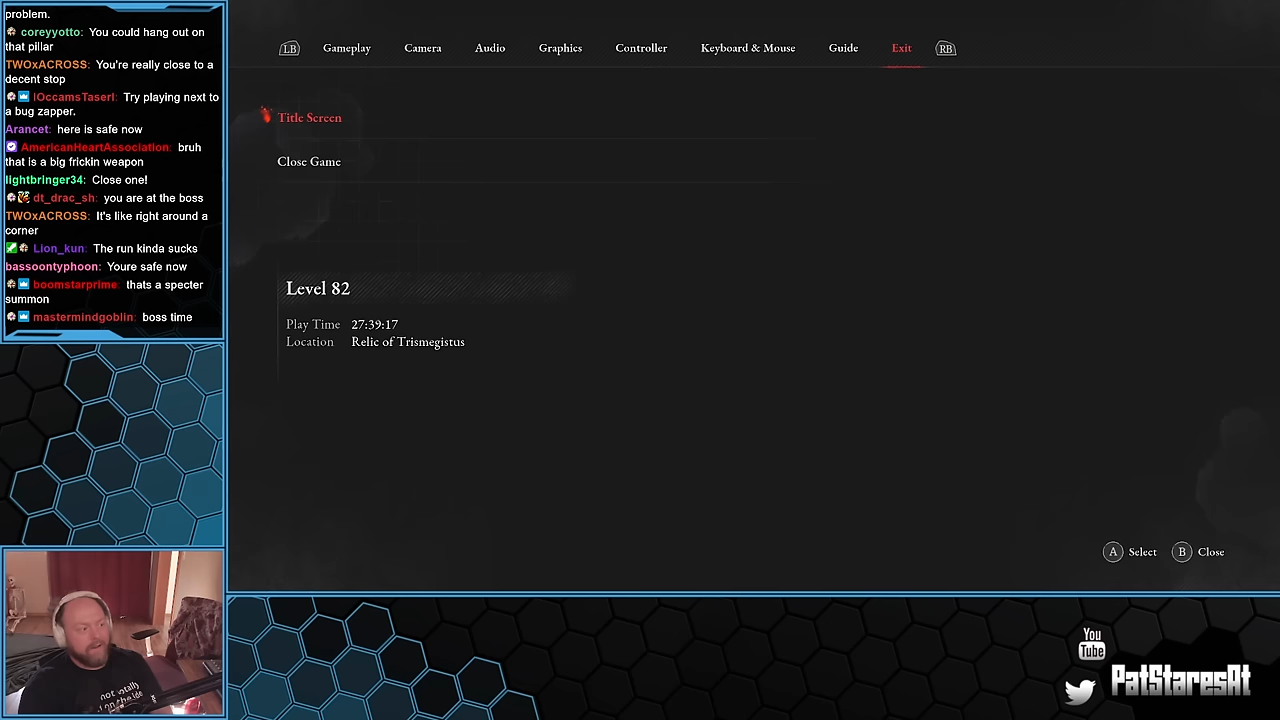 problem.
coreyyotto: You could hang out on
that pillar
TWOxACROSS: You're really close to a
decent stop
IOccamsTaserI: Try playing next to
a bug zapper.
Arancet: here is safe now
AmericanHeartAssociation: bruh
that is a big frickin weapon
lightbringer34: Close one!
dt_drac_sh: you are at the boss
TWOxACROSS: It's like right around a
corner
Lion_kun: The run kinda sucks
bassoontyphoon: Youre safe now
boomstarprime: thats a specter
summon
mastermindgoblin: boss time
LB Gameplay Camera Audio Graphics Controller Keyboard & Mouse Guide Exit RB
Title Screen
Close Game
Level 82
Play Time 27:39:17
Location Relic of Trismegistus
A Select B Close
not totally
You
Tube
PatStaresAt